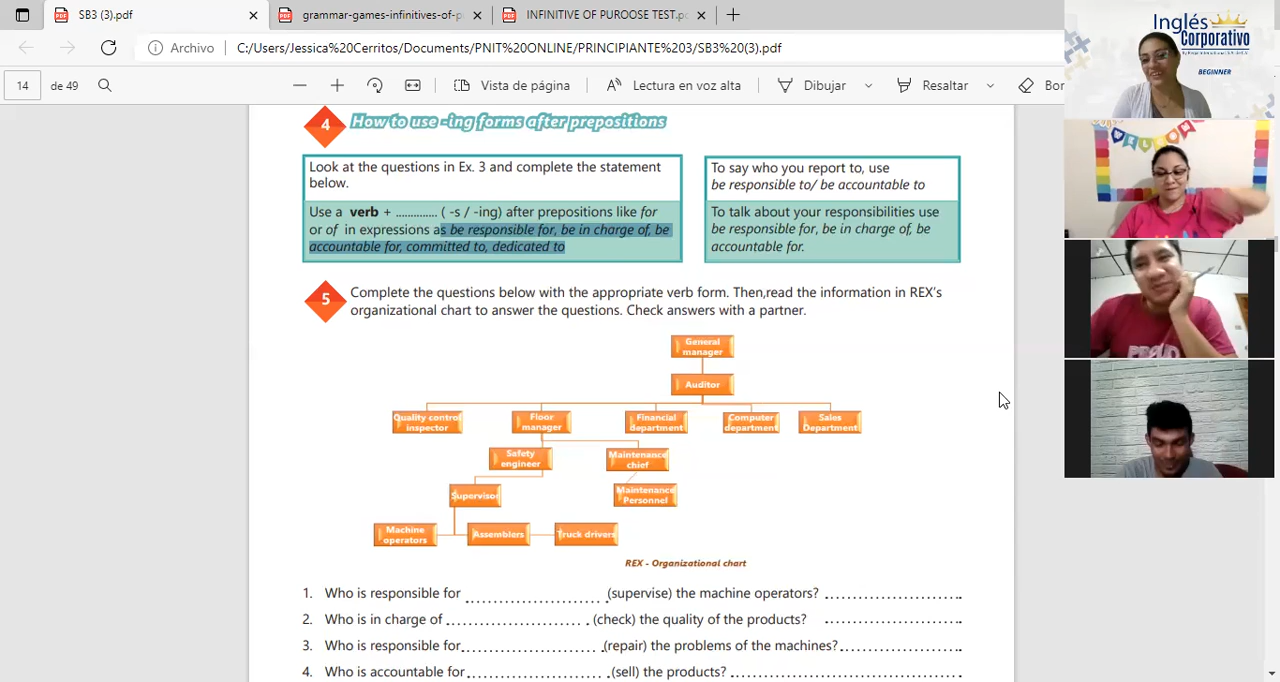 SB3 (3).pdf
grammar-games-infinitives-of-p
INFINITIVE OF PUROOSE TEST.pc
Archivo
C:/Users/Jessica%20Cerritos/Documents/PNIT%20ONLINE/PRINCIPIANTE%203/SB3%20(3).pdf
14 de 49
Vista de página
Lectura en voz alta
Dibujar
Resaltar
Bor
4 How to use -ing forms after prepositions
Look at the questions in Ex. 3 and complete the statement
below.
Use a verb + .............. ( -s / -ing) after prepositions like for
or of in expressions as be responsible for, be in charge of, be
accountable for, committed to, dedicated to
To say who you report to, use
be responsible to/ be accountable to
To talk about your responsibilities use
be responsible for, be in charge of, be
accountable for.
5 Complete the questions below with the appropriate verb form. Then,read the information in REX's
organizational chart to answer the questions. Check answers with a partner.
General
manager
Auditor
Quality control
inspector
Floor
manager
Financial
department
Computer
department
Sales
Department
Safety
engineer
Maintenance
chief
Supervisor
Maintenance
Personnel
Machine
operators
Assemblers
Truck drivers
REX - Organizational chart
1. Who is responsible for ........................ (supervise) the machine operators? ........................
2. Who is in charge of ........................ (check) the quality of the products? ........................
3. Who is responsible for........................ (repair) the problems of the machines?......................
4. Who is accountable for........................ (sell) the products? ........................................
Inglés
Corporativo
BEGINNER